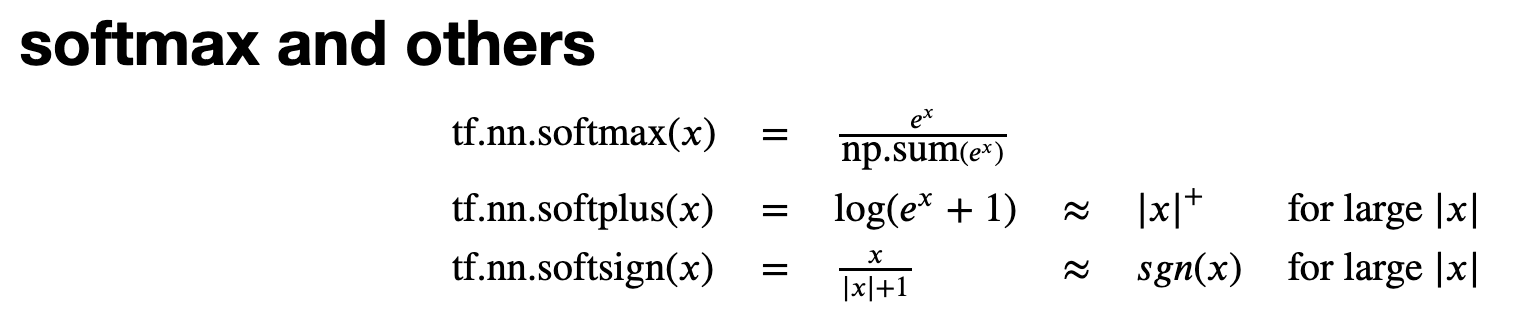 softmax and others
tf.nn.softmax(x) = e^x / np.sum(e^x)
tf.nn.softplus(x) = log(e^x + 1) ≈ |x|^+ for large |x|
tf.nn.softsign(x) = x / |x|+1 ≈ sgn(x) for large |x|